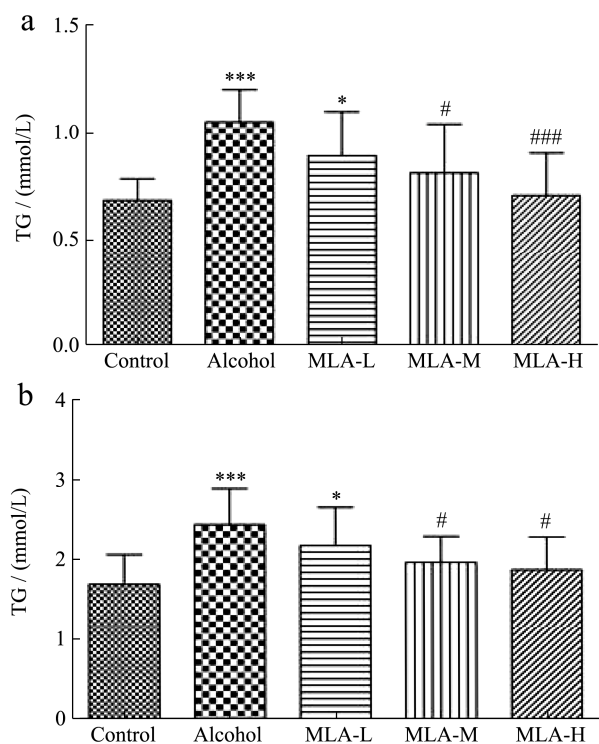 a
TG / (mmol/L)
1.5
1.0
0.5
0.0
***
*
#
###
Control Alcohol MLA-L MLA-M MLA-H
b
TG / (mmol/L)
4
3
2
1
0
***
*
#
#
Control Alcohol MLA-L MLA-M MLA-H